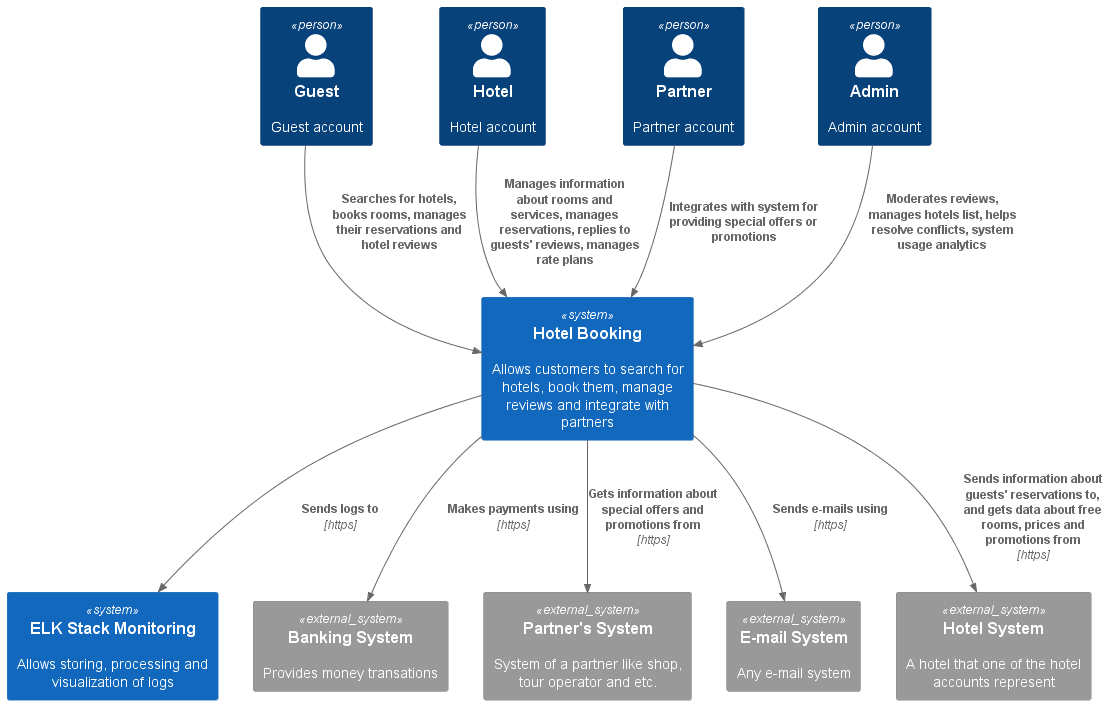 «person»
Guest
Guest account
«person»
Hotel
Hotel account
«person»
Partner
Partner account
«person»
Admin
Admin account
Searches for hotels,
books rooms, manages
their reservations and
hotel reviews
Manages information
about rooms and
services, manages
reservations, replies to
guests' reviews, manages
rate plans
Integrates with system for
providing special offers or
promotions
Moderates reviews,
manages hotels list, helps
resolve conflicts, system
usage analytics
«system»
Hotel Booking
Allows customers to search for
hotels, book them, manage
reviews and integrate with
partners
Sends logs to
[https]
Makes payments using
[https]
Gets information about
special offers and
promotions from
[https]
Sends e-mails using
[https]
Sends information about
guests' reservations to,
and gets data about free
rooms, prices and
promotions from
[https]
«system»
ELK Stack Monitoring
Allows storing, processing and
visualization of logs
«external_system»
Banking System
Provides money transations
«external_system»
Partner's System
System of a partner like shop,
tour operator and etc.
«external_system»
E-mail System
Any e-mail system
«external_system»
Hotel System
A hotel that one of the hotel
accounts represent